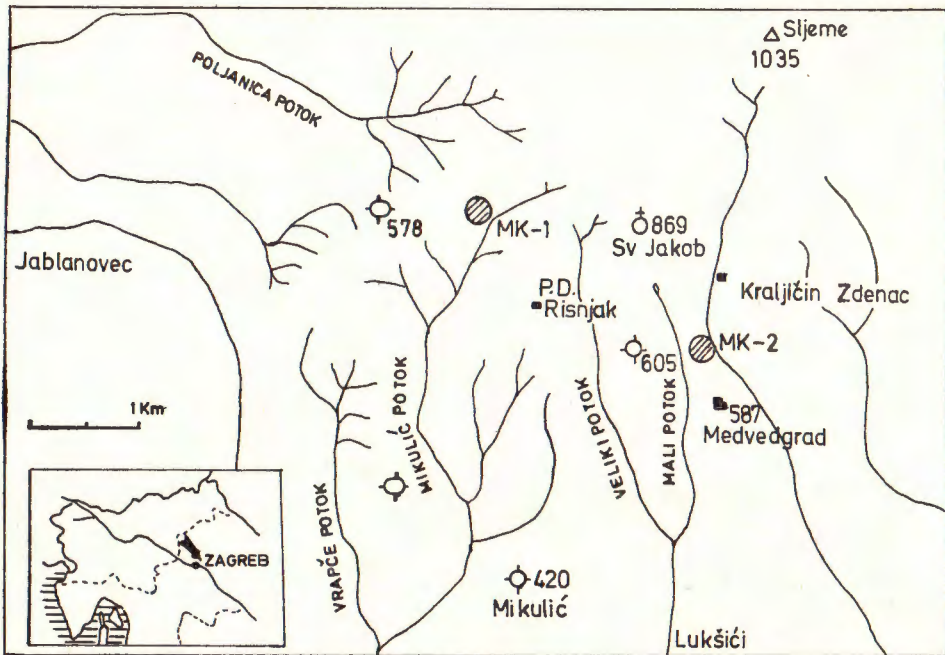 Sljeme
1035
POLJANICA POTOK
578
MK-1
869
Sv Jakob
Jablanovec
P.D.
Risnjak
Kraljičin Zdenac
MK-2
605
1 Km
MIKULIĆ POTOK
VELIKI POTOK
MALI POTOK
587
Medvedgrad
VRAPČE POTOK
ZAGREB
420
Mikulić
Lukšići